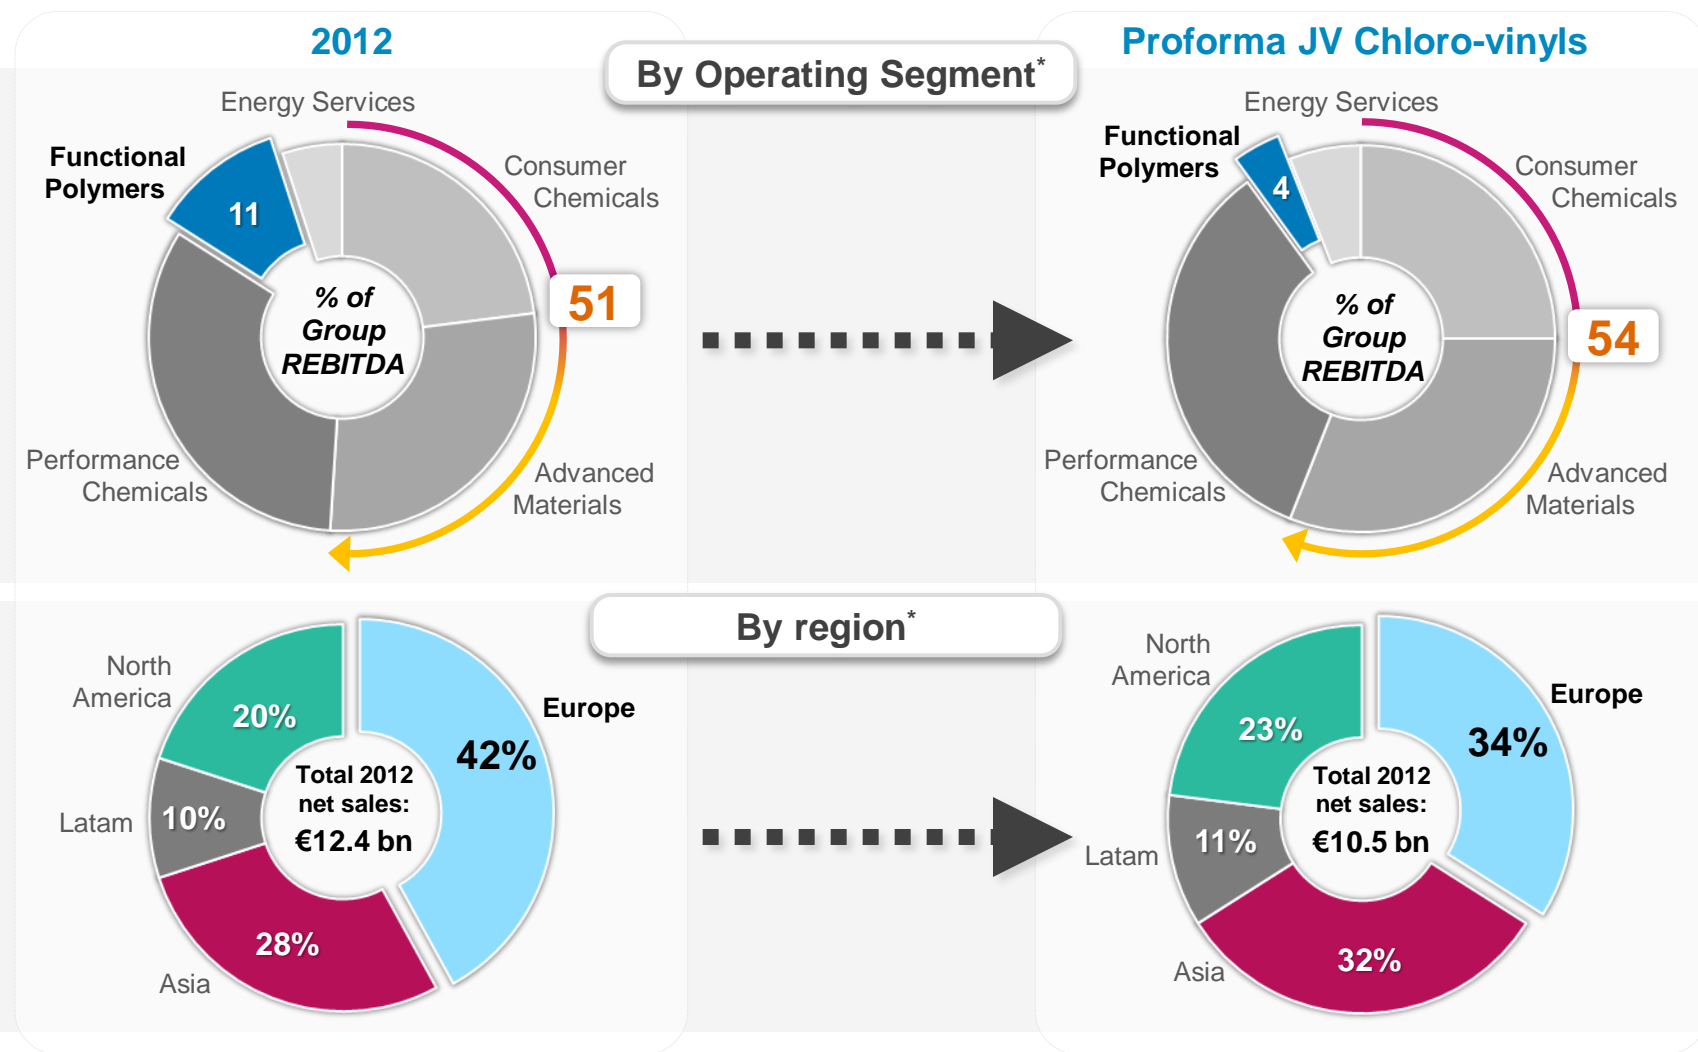 2012
Proforma JV Chloro-vinyls
By Operating Segment*
Energy Services
Functional
Polymers
11
Consumer
Chemicals
% of
Group
REBITDA
51
Performance
Chemicals
Advanced
Materials
Energy Services
Functional
Polymers
4
Consumer
Chemicals
% of
Group
REBITDA
54
Performance
Chemicals
Advanced
Materials
By region*
North
America
20%
Europe
42%
Total 2012
net sales:
€12.4 bn
Latam
10%
28%
Asia
North
America
23%
Europe
34%
Total 2012
net sales:
€10.5 bn
Latam
11%
32%
Asia